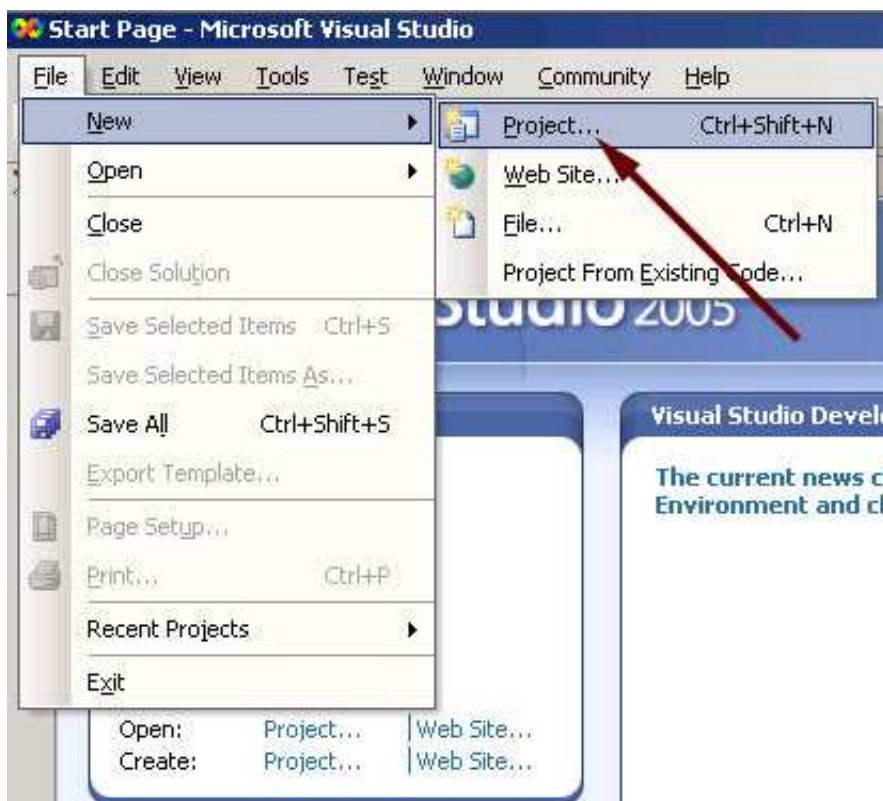 Start Page - Microsoft Visual Studio
File Edit View Tools Test Window Community Help
New
Open
Close
Close Solution
Save Selected Items Ctrl+S
Save Selected Items As...
Save All Ctrl+Shift+S
Export Template...
Page Setup...
Print... Ctrl+P
Recent Projects
Exit
Project... Ctrl+Shift+N
Web Site...
File... Ctrl+N
Project From Existing Code...
Studio 2005
Open: Project... Web Site...
Create: Project... Web Site...
Visual Studio Devel
The current news c
Environment and cl